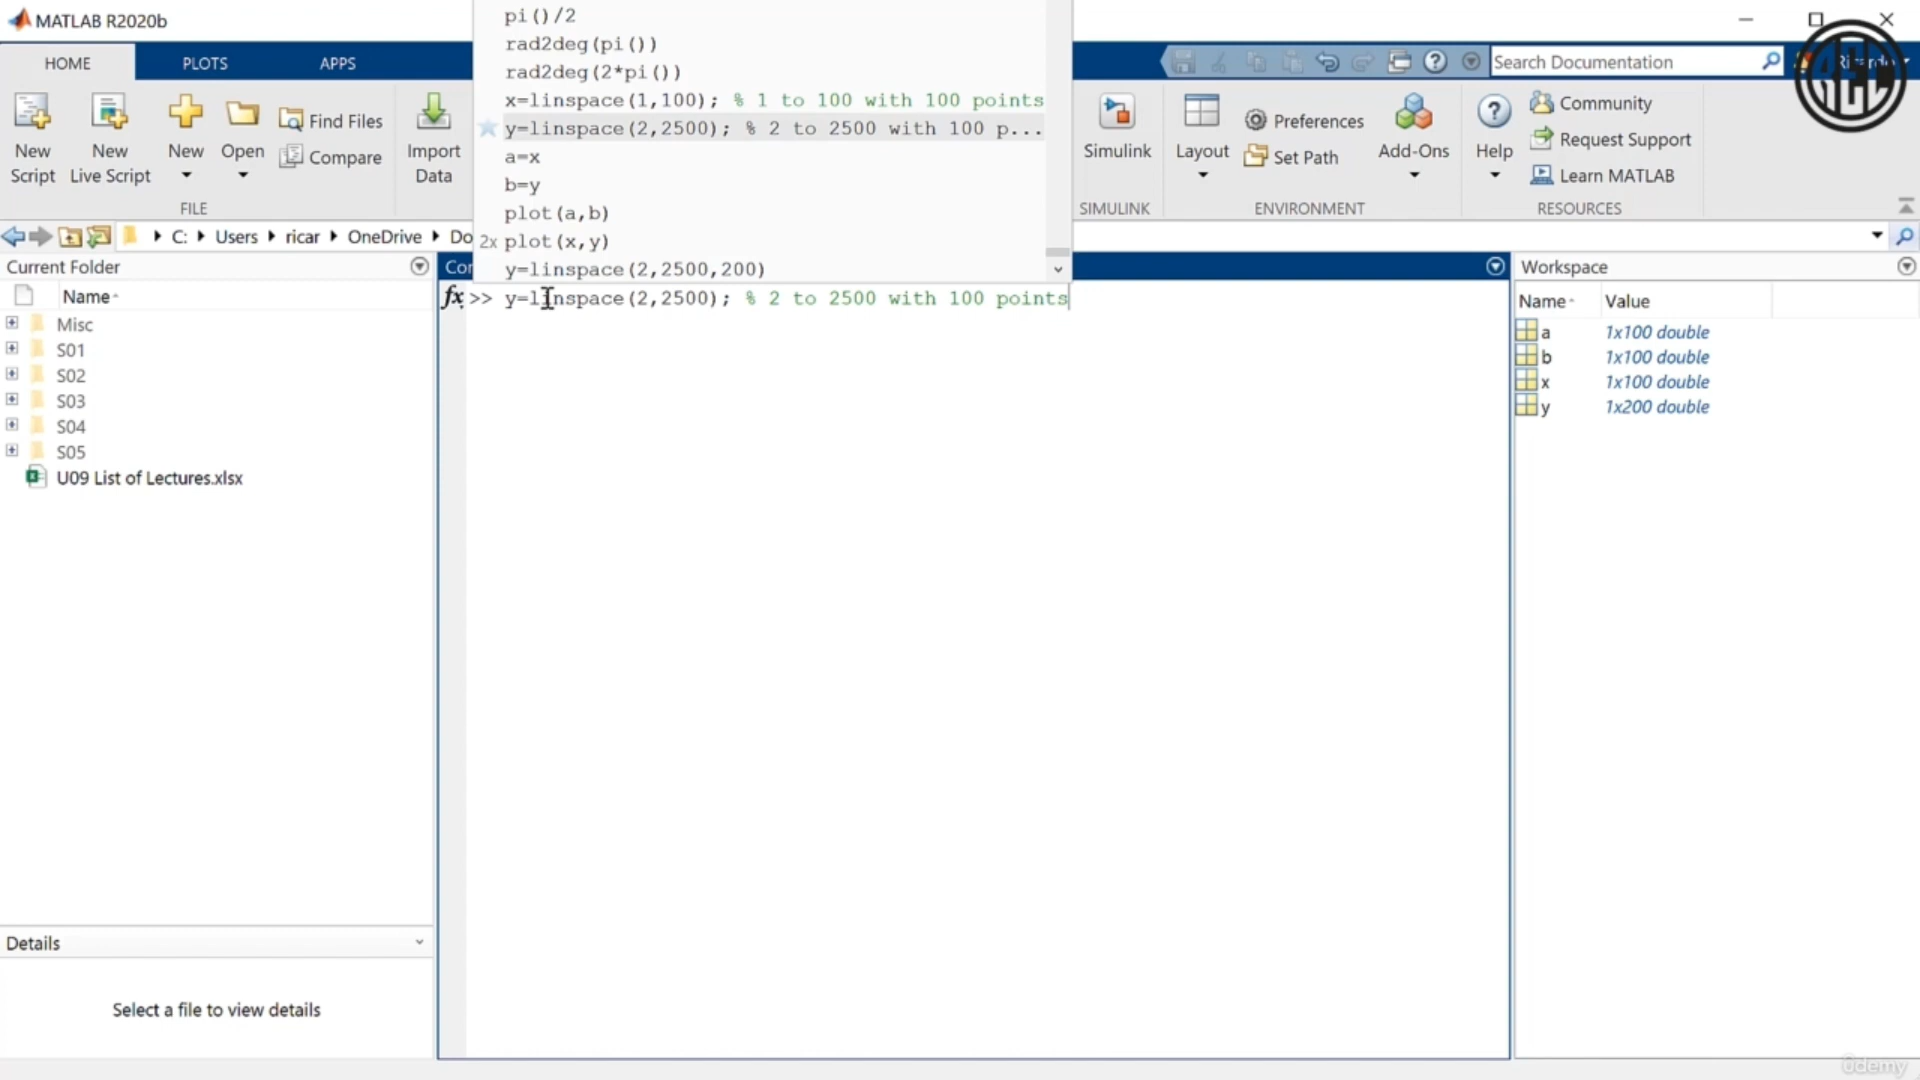 MATLAB R2020b
HOME
PLOTS
APPS
Search Documentation
New Script
New Live Script
New
Open
Find Files
Compare
Import Data
FILE
Simulink
SIMULINK
Layout
Preferences
Set Path
Add-Ons
ENVIRONMENT
Help
Community
Request Support
Learn MATLAB
RESOURCES
pi()/2
rad2deg(pi())
rad2deg(2*pi())
x=linspace(1,100); % 1 to 100 with 100 points
y=linspace(2,2500); % 2 to 2500 with 100 p...
a=x
b=y
plot(a,b)
2x plot(x,y)
y=linspace(2,2500,200)
C: Users ricar OneDrive Do
Current Folder
Name
Misc
S01
S02
S03
S04
S05
U09 List of Lectures.xlsx
Details
Select a file to view details
Con
fx >> y=linspace(2,2500); % 2 to 2500 with 100 points
Workspace
Name Value
a 1x100 double
b 1x100 double
x 1x100 double
y 1x200 double
REC
ûdemy